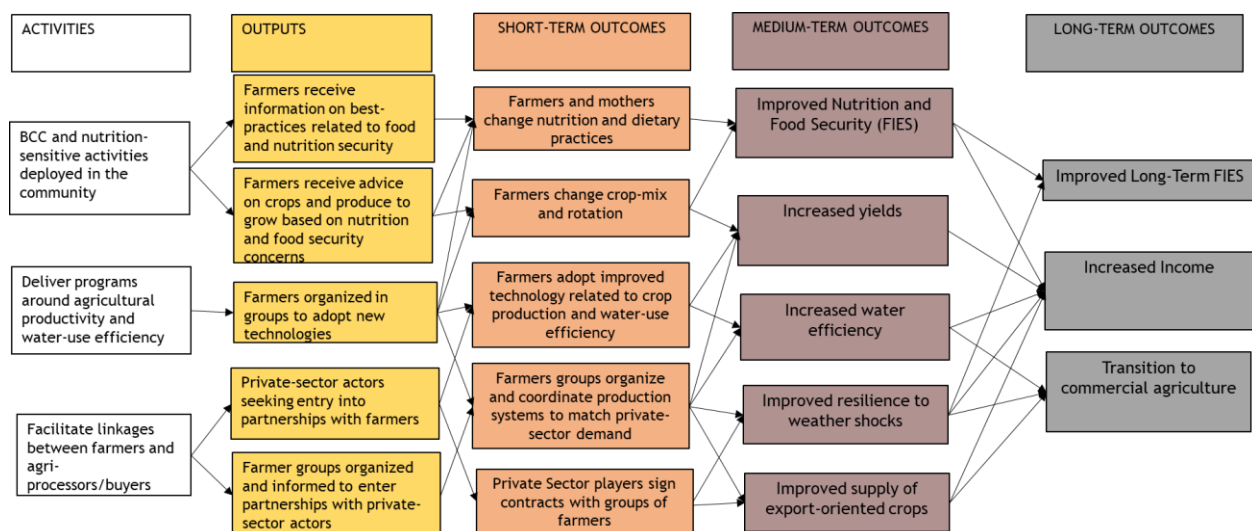 ACTIVITIES
OUTPUTS
SHORT-TERM OUTCOMES
MEDIUM-TERM OUTCOMES
LONG-TERM OUTCOMES
BCC and nutrition-
sensitive activities
deployed in the
community
Deliver programs
around agricultural
productivity and
water-use efficiency
Facilitate linkages
between farmers and
agri-
processors/buyers
Farmers receive
information on best-
practices related to food
and nutrition security
Farmers receive advice
on crops and produce to
grow based on nutrition
and food security
concerns
Farmers organized in
groups to adopt new
technologies
Private-sector actors
seeking entry into
partnerships with farmers
Farmer groups organized
and informed to enter
partnerships with private-
sector actors
Farmers and mothers
change nutrition and dietary
practices
Farmers change crop-mix
and rotation
Farmers adopt improved
technology related to crop
production and water-use
efficiency
Farmers groups organize
and coordinate production
systems to match private-
sector demand
Private Sector players sign
contracts with groups of
farmers
Improved Nutrition and
Food Security (FIES)
Increased yields
Increased water
efficiency
Improved resilience to
weather shocks
Improved supply of
export-oriented crops
Improved Long-Term FIES
Increased Income
Transition to
commercial agriculture